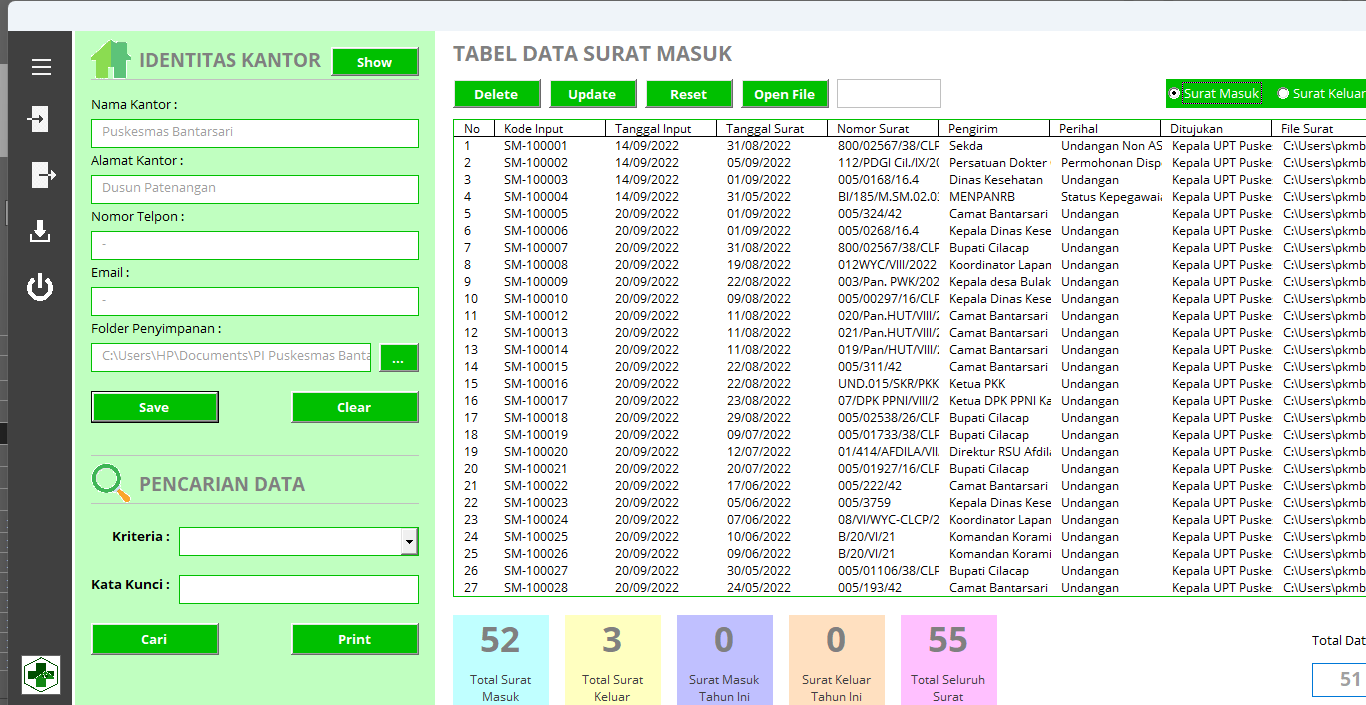 IDENTITAS KANTOR
Show
Nama Kantor :
Puskesmas Bantarsari
Alamat Kantor :
Dusun Patenangan
Nomor Telpon :
-
Email :
-
Folder Penyimpanan :
C:\Users\HP\Documents\PI Puskesmas Banta
...
Save
Clear
PENCARIAN DATA
Kriteria :
Kata Kunci :
Cari
Print
TABEL DATA SURAT MASUK
Delete
Update
Reset
Open File
Surat Masuk
Surat Keluar
No Kode Input Tanggal Input Tanggal Surat Nomor Surat Pengirim Perihal Ditujukan File Surat
1 SM-100001 14/09/2022 31/08/2022 800/02567/38/CLP Sekda Undangan Non AS Kepala UPT Puske C:\Users\pkmb
2 SM-100002 14/09/2022 05/09/2022 112/PDGI Cil./IX/20 Persatuan Dokter Permohonan Disp Kepala UPT Puske C:\Users\pkmb
3 SM-100003 14/09/2022 01/09/2022 005/0168/16.4 Dinas Kesehatan Undangan Kepala UPT Puske C:\Users\pkmb
4 SM-100004 14/09/2022 31/05/2022 BI/185/M.SM.02.03 MENPANRB Status Kepegawaia Kepala UPT Puske C:\Users\pkmb
5 SM-100005 20/09/2022 01/09/2022 005/324/42 Camat Bantarsari Undangan Kepala UPT Puske C:\Users\pkmb
6 SM-100006 20/09/2022 01/09/2022 005/0268/16.4 Kepala Dinas Kese Undangan Kepala UPT Puske C:\Users\pkmb
7 SM-100007 20/09/2022 31/08/2022 800/02567/38/CLP Bupati Cilacap Undangan Kepala UPT Puske C:\Users\pkmb
8 SM-100008 20/09/2022 19/08/2022 012WYC/VIII/2022 Koordinator Lapan Undangan Kepala UPT Puske C:\Users\pkmb
9 SM-100009 20/09/2022 22/08/2022 003/Pan. PWK/202 Kepala desa Bulak Undangan Kepala UPT Puske C:\Users\pkmb
10 SM-100010 20/09/2022 09/08/2022 005/00297/16/CLP Kepala Dinas Kese Undangan Kepala UPT Puske C:\Users\pkmb
11 SM-100012 20/09/2022 11/08/2022 020/Pan.HUT/VIII/2 Camat Bantarsari Undangan Kepala UPT Puske C:\Users\pkmb
12 SM-100013 20/09/2022 11/08/2022 021/Pan.HUT/VIII/2 Camat Bantarsari Undangan Kepala UPT Puske C:\Users\pkmb
13 SM-100014 20/09/2022 11/08/2022 019/Pan/HUT/VIII/2 Camat Bantarsari Undangan Kepala UPT Puske C:\Users\pkmb
14 SM-100015 20/09/2022 22/08/2022 005/311/42 Camat Bantarsari Undangan Kepala UPT Puske C:\Users\pkmb
15 SM-100016 20/09/2022 22/08/2022 UND.015/SKR/PKK Ketua PKK Undangan Kepala UPT Puske C:\Users\pkmb
16 SM-100017 20/09/2022 23/08/2022 07/DPK PPNI/VIII/2 Ketua DPK PPNI Ka Undangan Kepala UPT Puske C:\Users\pkmb
17 SM-100018 20/09/2022 29/08/2022 005/02538/26/CLP Bupati Cilacap Undangan Kepala UPT Puske C:\Users\pkmb
18 SM-100019 20/09/2022 09/07/2022 005/01733/38/CLP Bupati Cilacap Undangan Kepala UPT Puske C:\Users\pkmb
19 SM-100020 20/09/2022 12/07/2022 01/414/AFDILA/VII Direktur RSU Afdila Undangan Kepala UPT Puske C:\Users\pkmb
20 SM-100021 20/09/2022 20/07/2022 005/01927/16/CLP Bupati Cilacap Undangan Kepala UPT Puske C:\Users\pkmb
21 SM-100022 20/09/2022 17/06/2022 005/222/42 Camat Bantarsari Undangan Kepala UPT Puske C:\Users\pkmb
22 SM-100023 20/09/2022 05/06/2022 005/3759 Kepala Dinas Kese Undangan Kepala UPT Puske C:\Users\pkmb
23 SM-100024 20/09/2022 07/06/2022 08/VI/WYC-CLCP/2 Koordinator Lapan Undangan Kepala UPT Puske C:\Users\pkmb
24 SM-100025 20/09/2022 10/06/2022 B/20/VI/21 Komandan Korami Undangan Kepala UPT Puske C:\Users\pkmb
25 SM-100026 20/09/2022 09/06/2022 B/20/VI/21 Komandan Korami Undangan Kepala UPT Puske C:\Users\pkmb
26 SM-100027 20/09/2022 30/05/2022 005/01106/38/CLP Bupati Cilacap Undangan Kepala UPT Puske C:\Users\pkmb
27 SM-100028 20/09/2022 24/05/2022 005/193/42 Camat Bantarsari Undangan Kepala UPT Puske C:\Users\pkmb
52
Total Surat
Masuk
3
Total Surat
Keluar
0
Surat Masuk
Tahun Ini
0
Surat Keluar
Tahun Ini
55
Total Seluruh
Surat
Total Dat
51